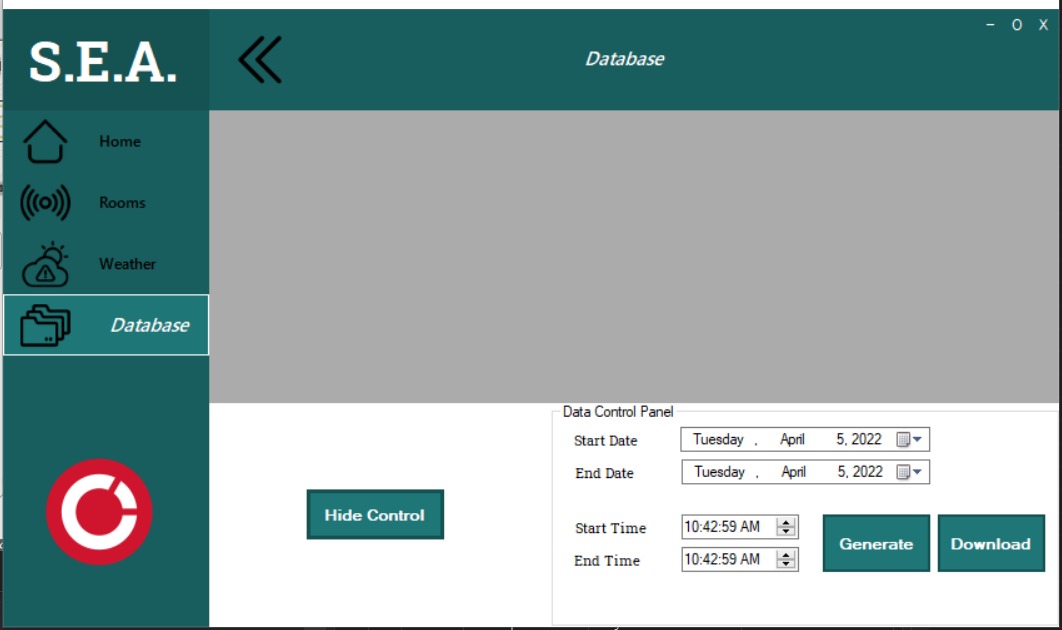 S.E.A.
Database
– O X
Home
Rooms
Weather
Database
Data Control Panel
Start Date Tuesday , April 5, 2022
End Date Tuesday , April 5, 2022
Hide Control
Start Time 10:42:59 AM
End Time 10:42:59 AM
Generate Download